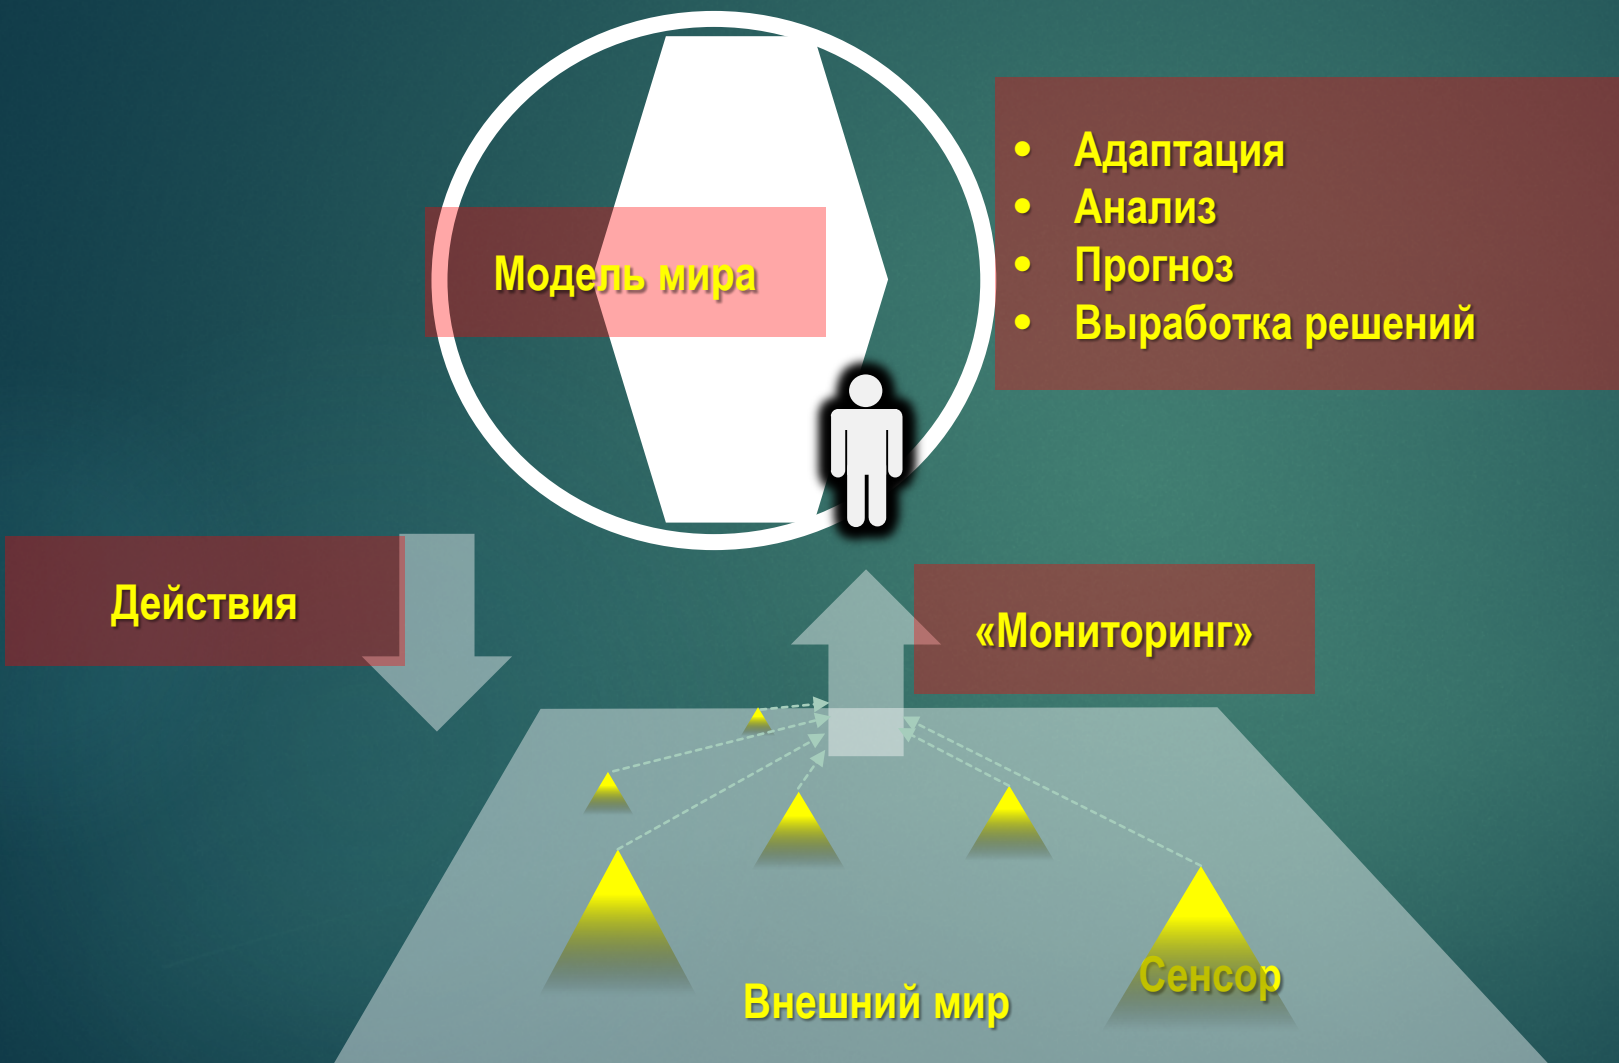 • Адаптация
• Анализ
• Прогноз
• Выработка решений
Модель мира
Действия
«Мониторинг»
Сенсор
Внешний мир